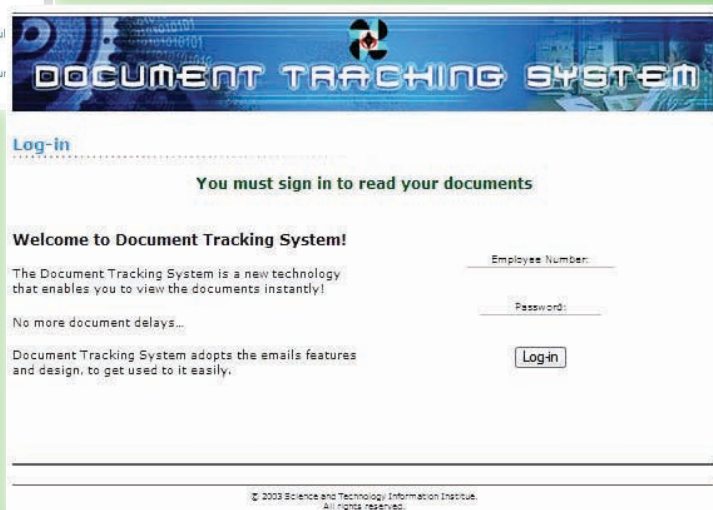 DOCUMENT TRACKING SYSTEM
Log-in
You must sign in to read your documents
Welcome to Document Tracking System!
The Document Tracking System is a new technology
that enables you to view the documents instantly!
No more document delays...
Document Tracking System adopts the emails features
and design, to get used to it easily.
Employee Number:
Password:
Log-in
© 2003 Science and Technology Information Institue.
All rights reserved.